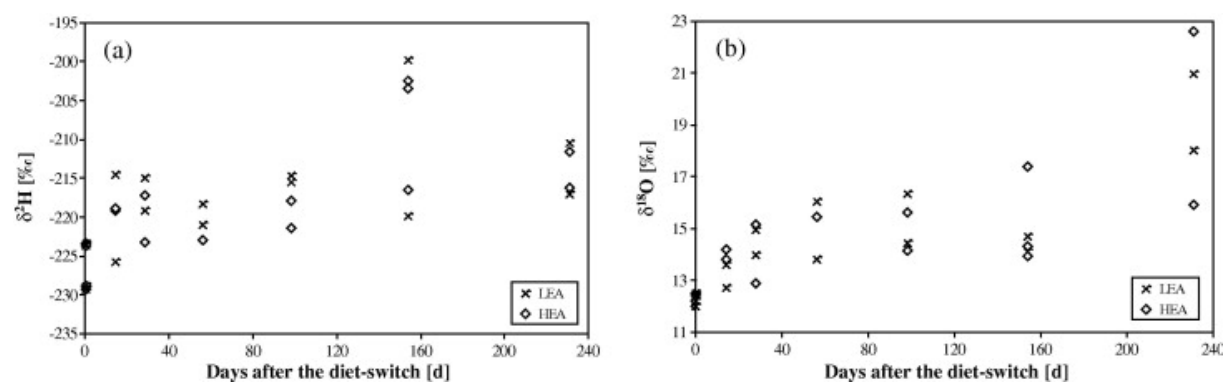 (a)
-195
-200
-205
-210
-215
-220
-225
-230
-235
δ²H [‰]
0 40 80 120 160 200 240
Days after the diet-switch [d]
LEA
HEA
(b)
23
21
19
17
15
13
11
δ¹⁸O [‰]
0 40 80 120 160 200 240
Days after the diet-switch [d]
LEA
HEA